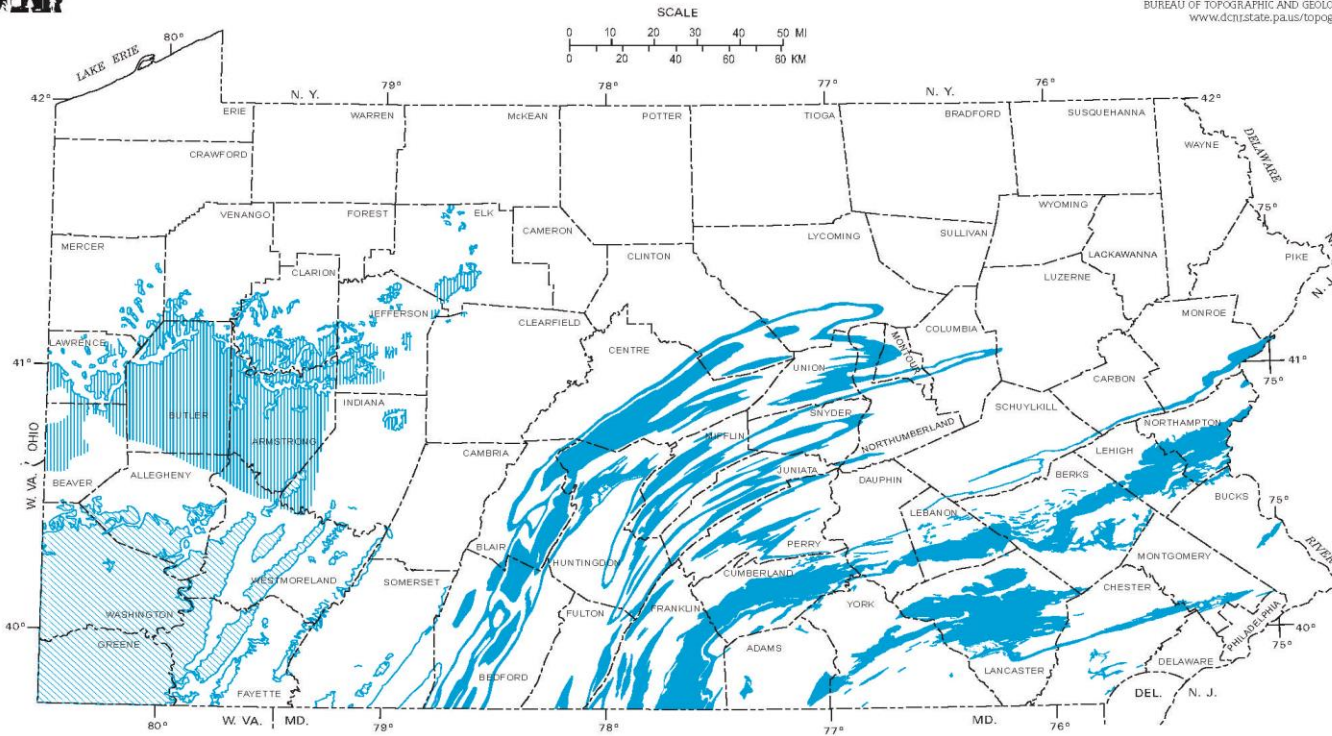 SCALE
0 10 20 30 40 50 MI
0 20 40 60 80 KM
BUREAU OF TOPOGRAPHIC AND
www.dcnr.state.pa.us/topog
LAKE ERIE
80°
79°
78°
77°
76°
42°
N. Y.
N. Y.
42°
ERIE
WARREN
McKEAN
POTTER
TIOGA
BRADFORD
SUSQUEHANNA
WAYNE
DELAWARE
CRAWFORD
VENANGO
FOREST
ELK
CAMERON
WYOMING
75°
MERCER
CLINTON
LYCOMING
SULLIVAN
LACKAWANNA
PIKE
CLARION
LUZERNE
N. J.
JEFFERSON
CLEARFIELD
COLUMBIA
MONROE
LAWRENCE
CENTRE
MONTOUR
41°
UNION
41°
75°
CARBON
BUTLER
INDIANA
SNYDER
SCHUYLKILL
NORTHAMPTON
ARMSTRONG
MIFFLIN
NORTHUMBERLAND
LEHIGH
OHIO
W. VA.
BEAVER
ALLEGHENY
CAMBRIA
JUNIATA
DAUPHIN
BERKS
BUCKS
75°
LEBANON
RIVER
BLAIR
HUNTINGDON
PERRY
MONTGOMERY
WESTMORELAND
SOMERSET
CUMBERLAND
CHESTER
WASHINGTON
FULTON
FRANKLIN
YORK
PHILADELPHIA
40°
40°
75°
GREENE
ADAMS
LANCASTER
DELAWARE
BEDFORD
FAYETTE
DEL.
N. J.
80°
W. VA.
MD.
79°
78°
77°
MD.
76°